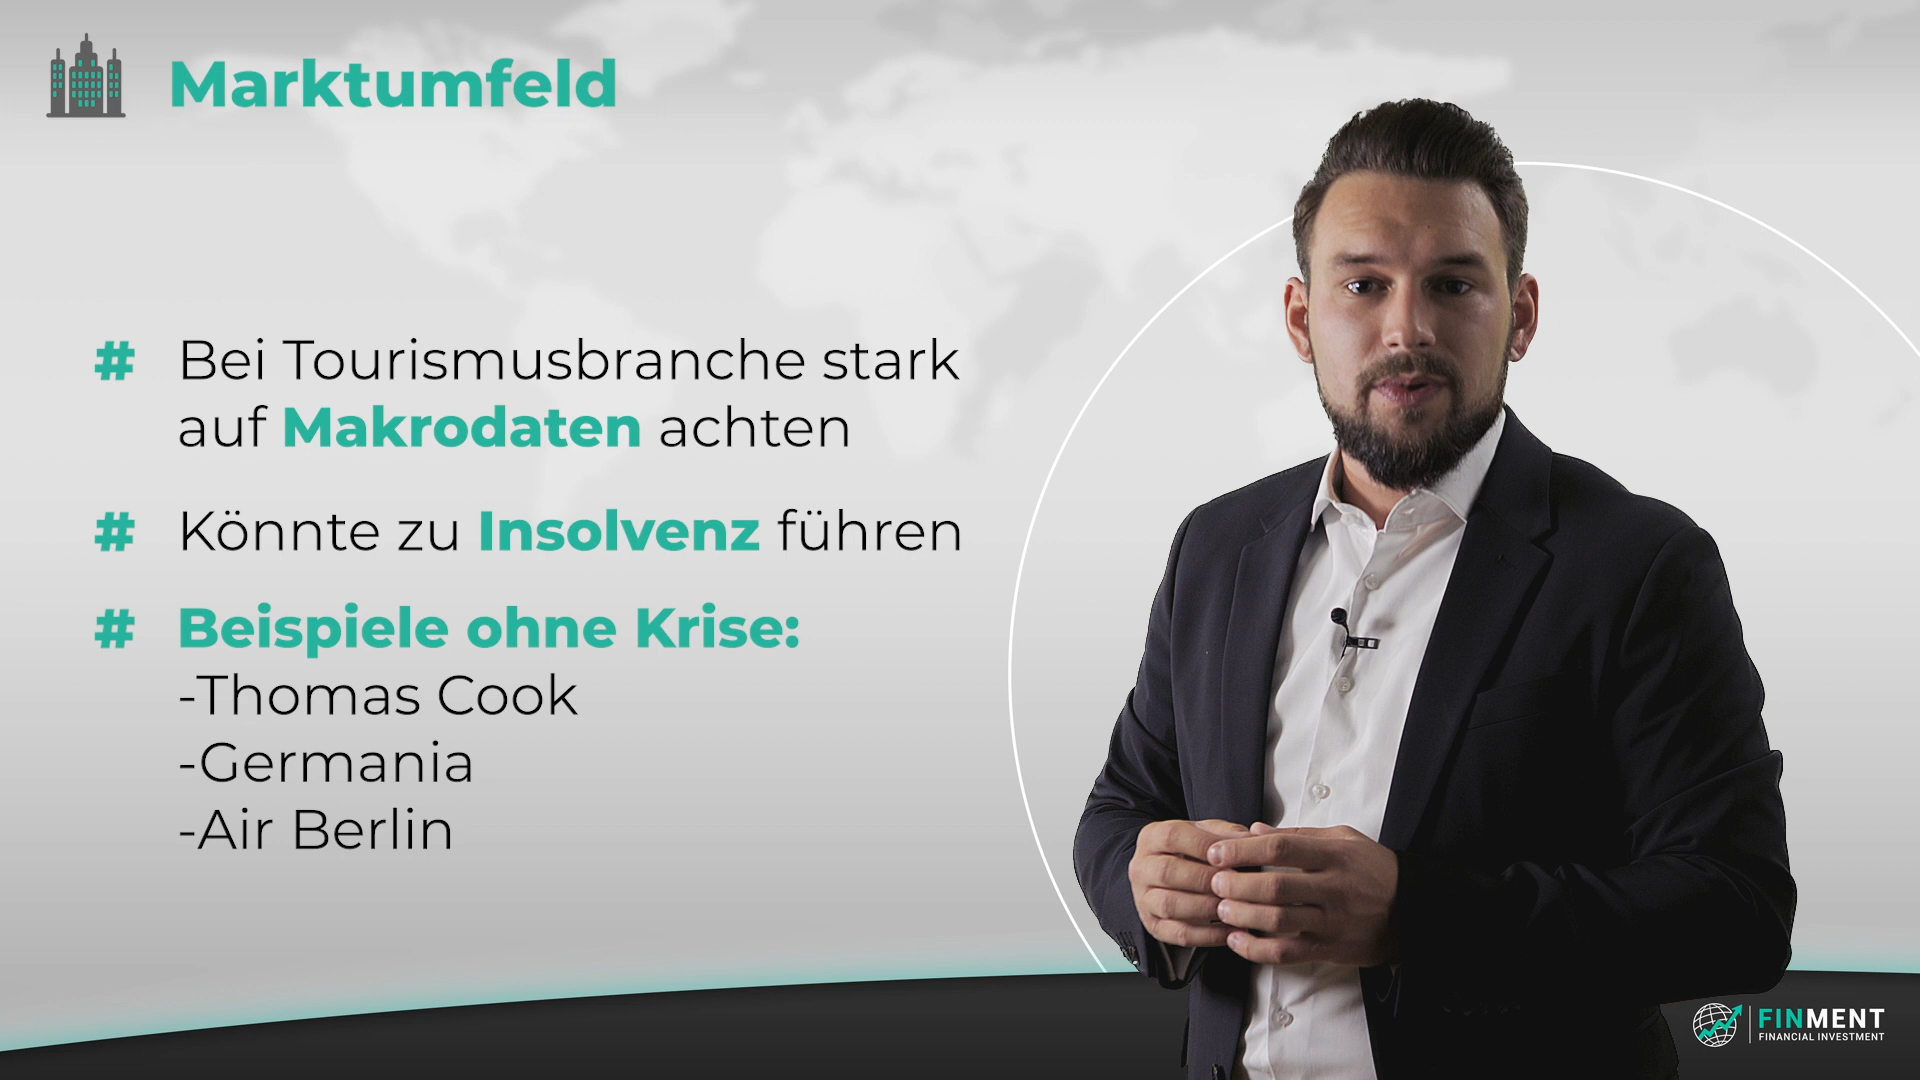 Marktumfeld
# Bei Tourismusbranche stark
auf Makrodaten achten
# Könnte zu Insolvenz führen
# Beispiele ohne Krise:
-Thomas Cook
-Germania
-Air Berlin
FINMENT
FINANCIAL INVESTMENT